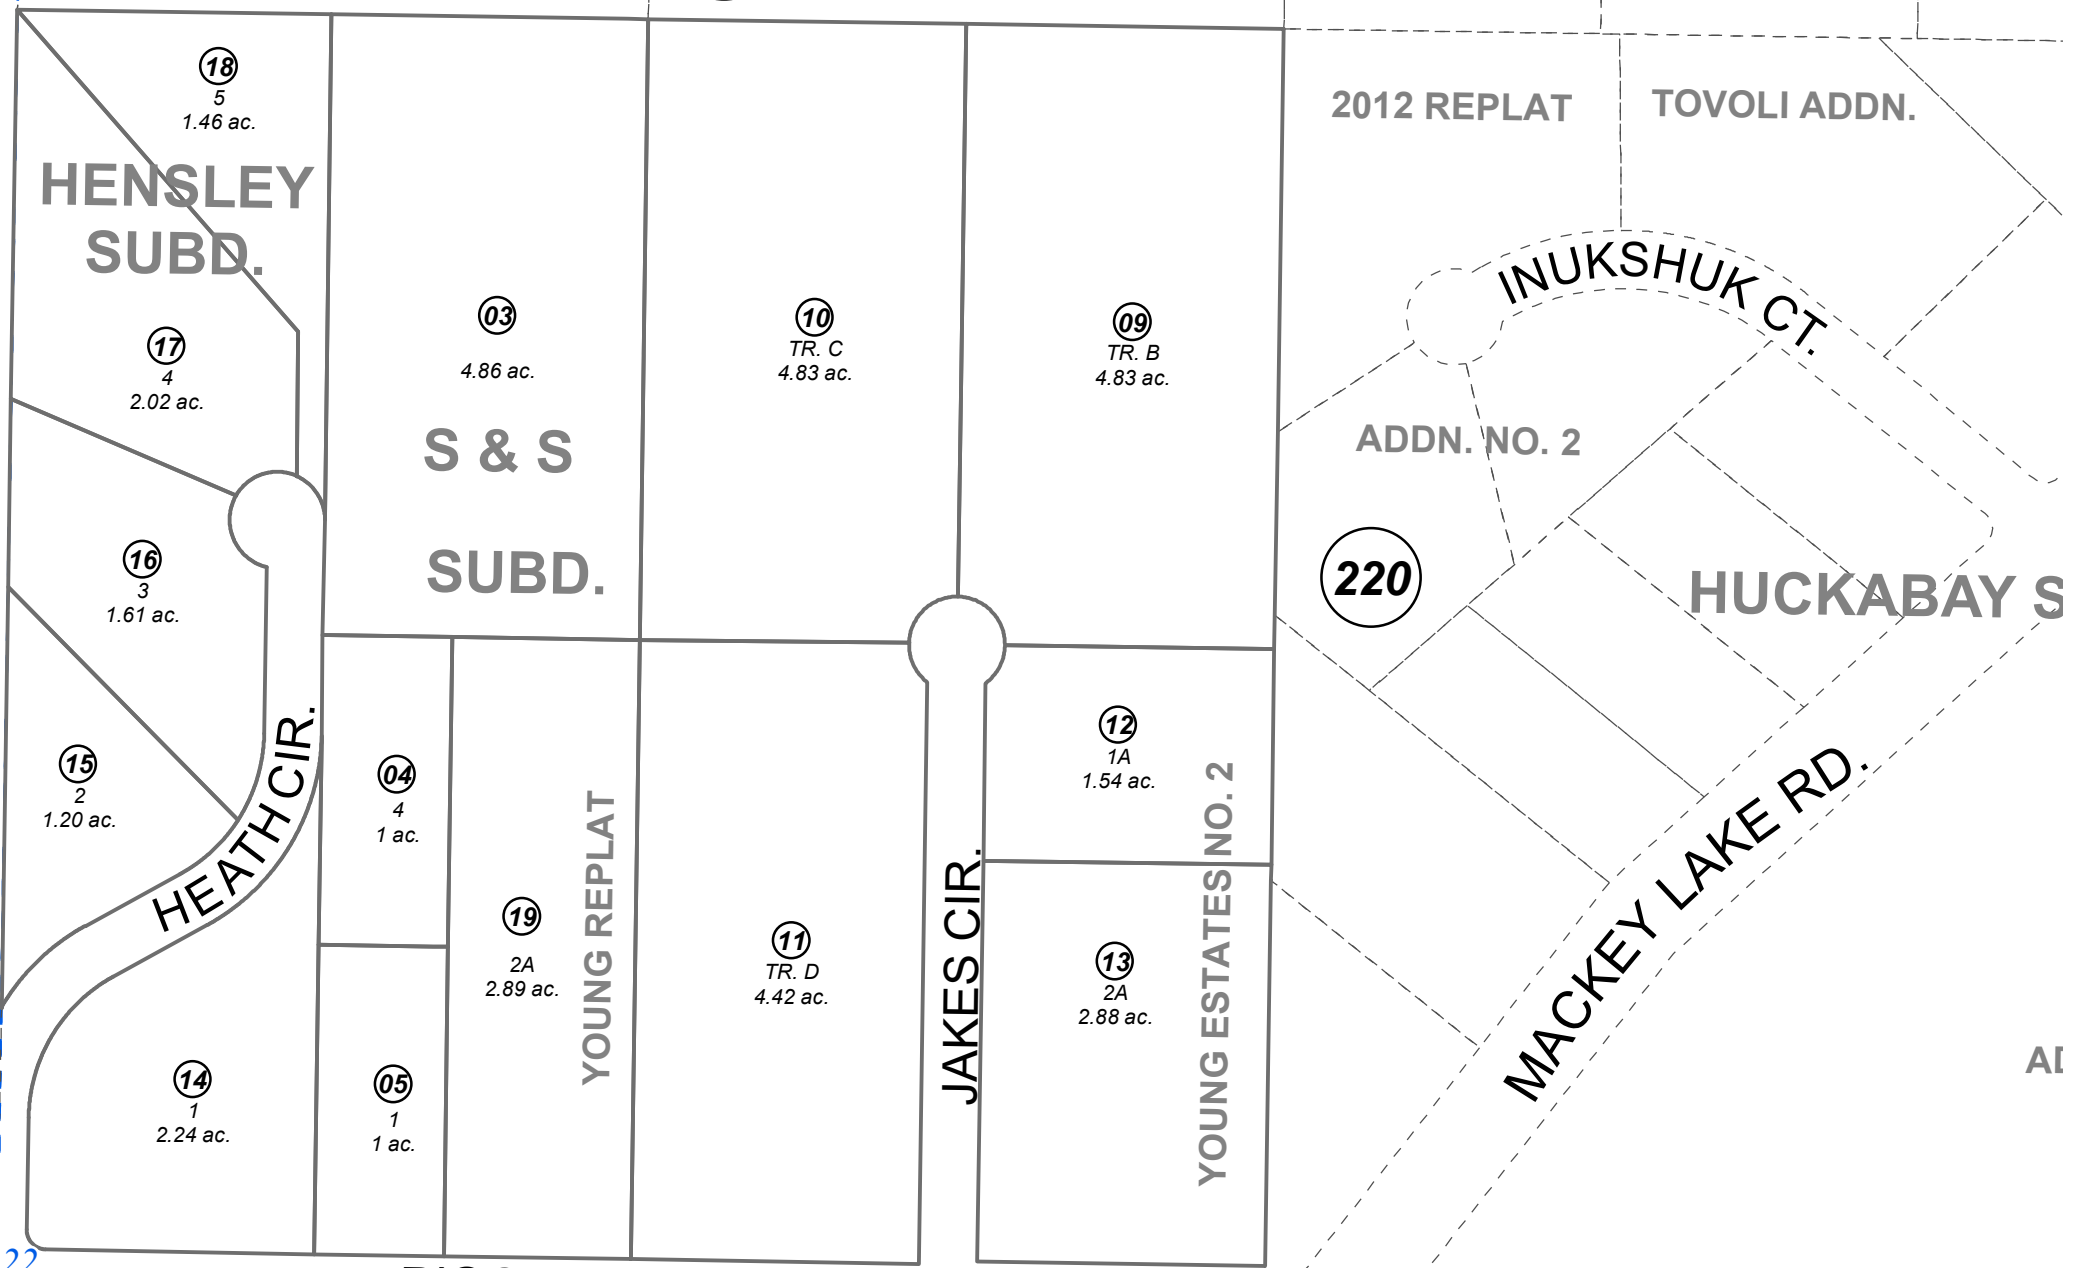 18
5
1.46 ac.
HENSLEY
SUBD.
17
4
2.02 ac.
16
3
1.61 ac.
15
2
1.20 ac.
HEATH CIR.
14
1
2.24 ac.
22
03
4.86 ac.
S & S
SUBD.
04
4
1 ac.
05
1
1 ac.
19
2A
2.89 ac.
YOUNG REPLAT
10
TR. C
4.83 ac.
11
TR. D
4.42 ac.
JAKES CIR.
09
TR. B
4.83 ac.
12
1A
1.54 ac.
13
2A
2.88 ac.
YOUNG ESTATES NO. 2
2012 REPLAT
TOVOLI ADDN.
INUKSHUK CT.
ADDN. NO. 2
220
HUCKABAY S
MACKEY LAKE RD.